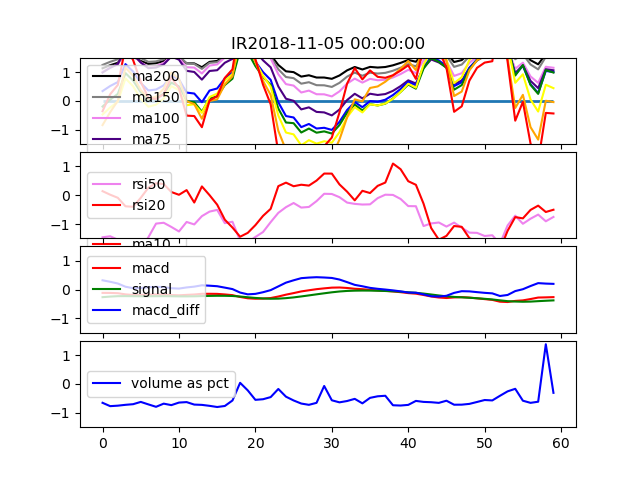 IR2018-11-05 00:00:00
1
0
−1
ma200
ma150
ma100
ma75
1
0
−1
rsi50
rsi20
ma10
1
0
−1
macd
signal
macd_diff
1
0
−1
volume as pct
0 10 20 30 40 50 60